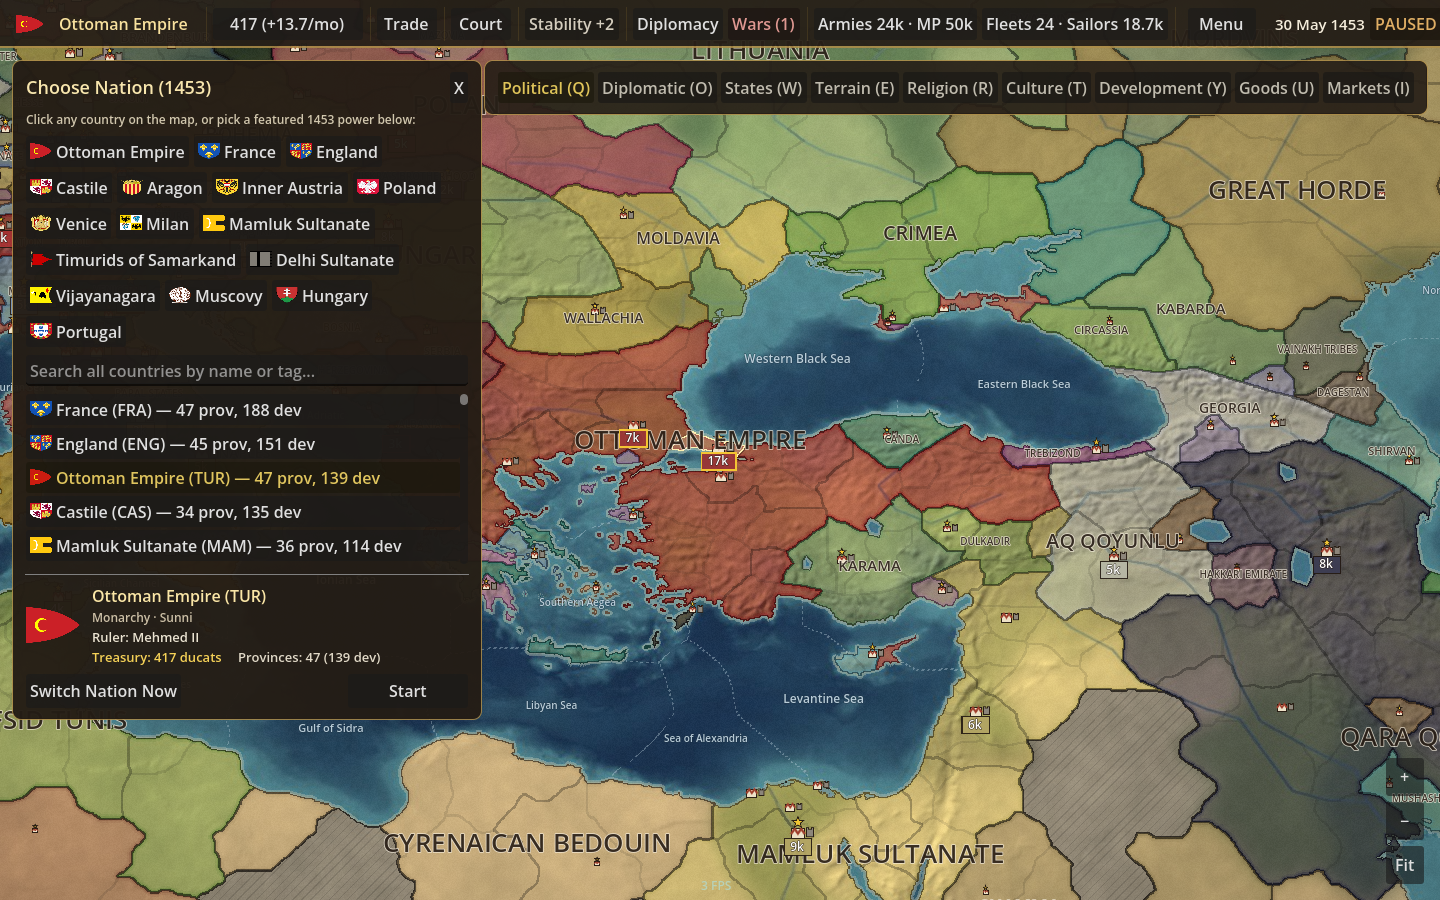 Ottoman Empire 417 (+13.7/mo) Trade Court Stability +2 Diplomacy Wars (1) Armies 24k · MP 50k Fleets 24 · Sailors 18.7k Menu 30 May 1453 PAUSED
LITHUANIA
Choose Nation (1453) X
Political (Q) Diplomatic (O) States (W) Terrain (E) Religion (R) Culture (T) Development (Y) Goods (U) Markets (I)
Click any country on the map, or pick a featured 1453 power below:
Ottoman Empire France England
Castile Aragon Inner Austria Poland
Venice Milan Mamluk Sultanate
Timurids of Samarkand Delhi Sultanate
Vijayanagara Muscovy Hungary
Portugal
Search all countries by name or tag...
France (FRA) — 47 prov, 188 dev
England (ENG) — 45 prov, 151 dev
Ottoman Empire (TUR) — 47 prov, 139 dev
Castile (CAS) — 34 prov, 135 dev
Mamluk Sultanate (MAM) — 36 prov, 114 dev
Ottoman Empire (TUR)
Monarchy · Sunni
Ruler: Mehmed II
Treasury: 417 ducats Provinces: 47 (139 dev)
Switch Nation Now Start
GREAT HORDE
MOLDAVIA
CRIMEA
WALLACHIA
KABARDA
CIRCASSIA
VAINAKH TRIBES
Western Black Sea
Eastern Black Sea
DAGESTAN
GEORGIA
OTTOMAN EMPIRE
7k
17k
CANDA
TREBIZOND
SHIRVAN
DULKADIR
AQ QOYUNLU
KARAMA
5k
8k
HAKKARI EMIRATE
Southern Aegea
Levantine Sea
Libyan Sea
6k
Gulf of Sidra
Sea of Alexandria
QARA Q
+
−
CYRENAICAN BEDOUIN
9k
MAMLUK SULTANATE
Fit
3 FPS